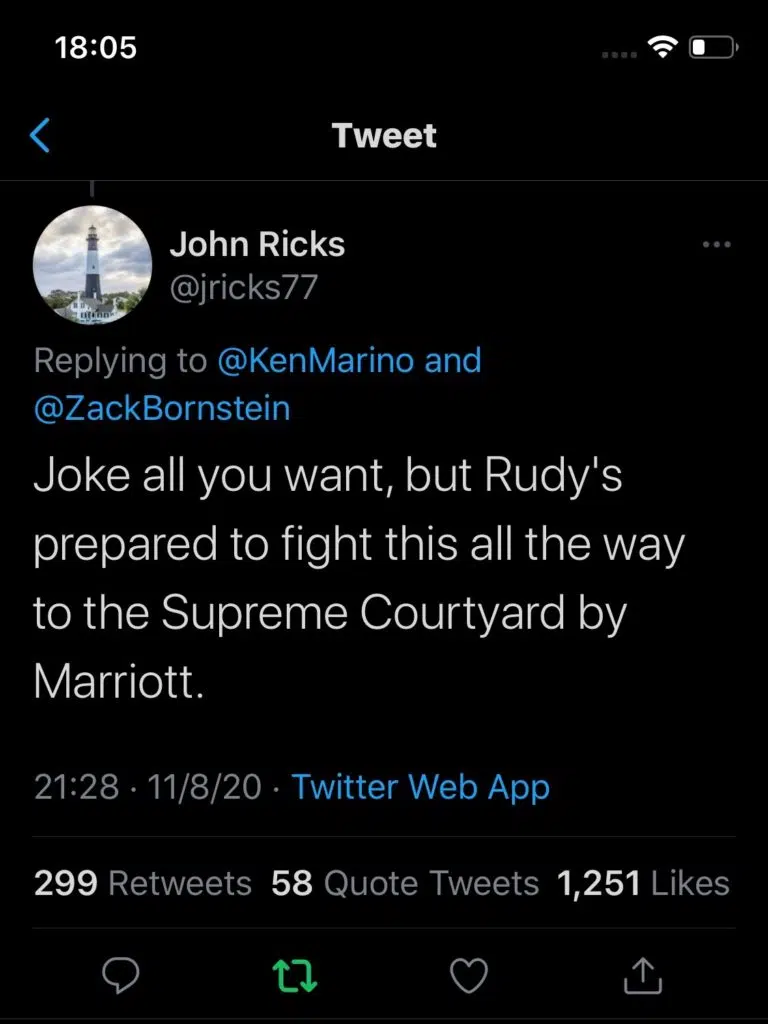 18:05
Tweet
John Ricks
@jricks77
Replying to @KenMarino and
@ZackBornstein
Joke all you want, but Rudy's
prepared to fight this all the way
to the Supreme Courtyard by
Marriott.
21:28 · 11/8/20 · Twitter Web App
299 Retweets 58 Quote Tweets 1,251 Likes